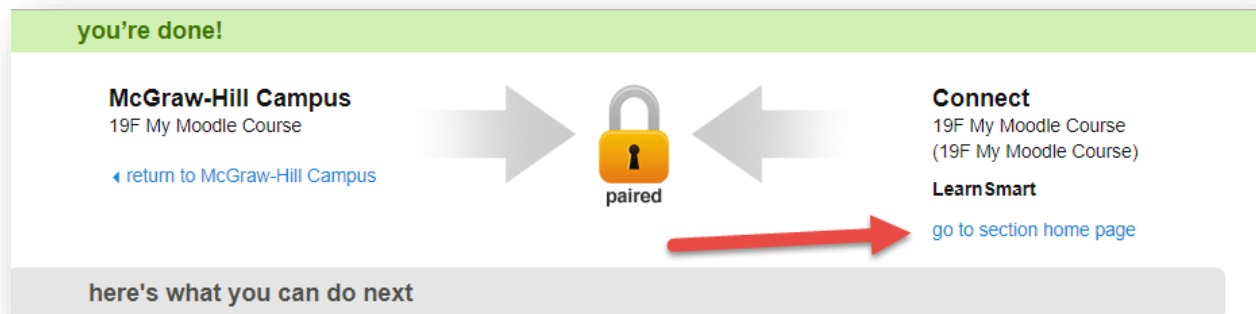 you're done!
McGraw-Hill Campus
19F My Moodle Course
return to McGraw-Hill Campus
paired
Connect
19F My Moodle Course
(19F My Moodle Course)
LearnSmart
go to section home page
here's what you can do next